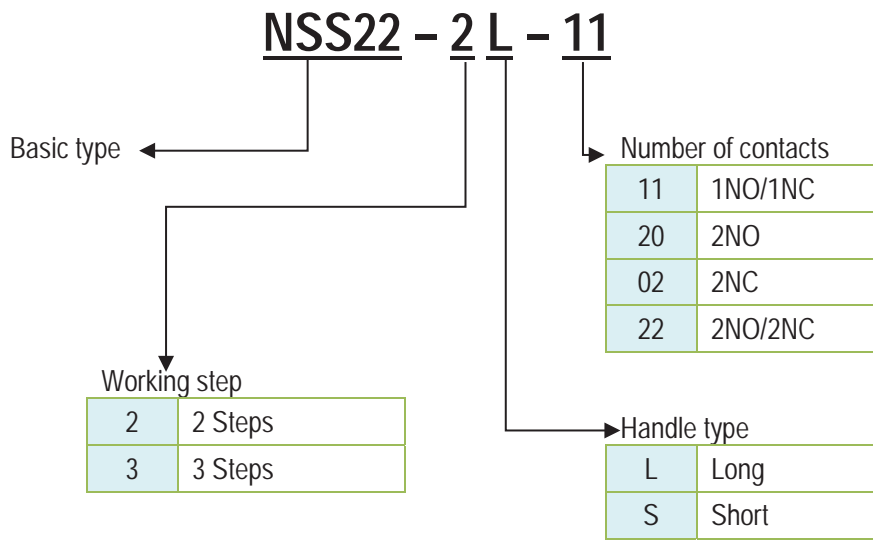 NSS22 – 2 L – 11
Basic type
Number of contacts
11 1NO/1NC
20 2NO
02 2NC
22 2NO/2NC
Working step
2 2 Steps
3 3 Steps
Handle type
L Long
S Short